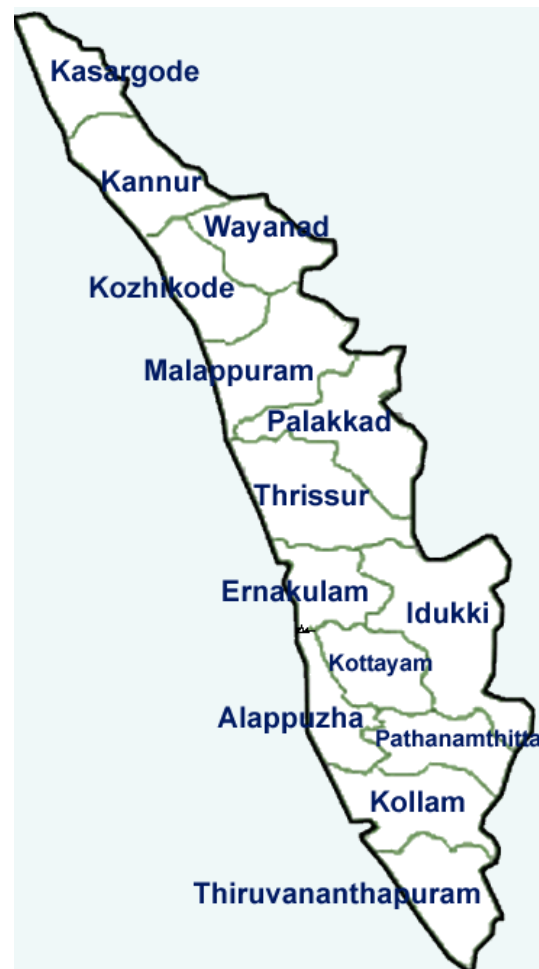 Kasargode
Kannur
Wayanad
Kozhikode
Malappuram
Palakkad
Thrissur
Ernakulam
Idukki
Kottayam
Alappuzha
Pathanamthitta
Kollam
Thiruvananthapuram